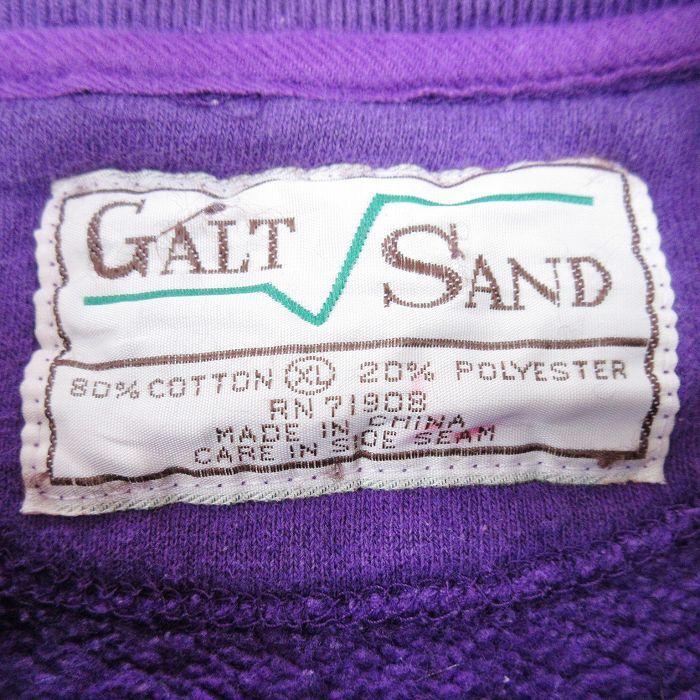 GALT SAND
80% COTTON XL 20% POLYESTER
RN 71908
MADE IN CHINA
CARE IN SIDE SEAM